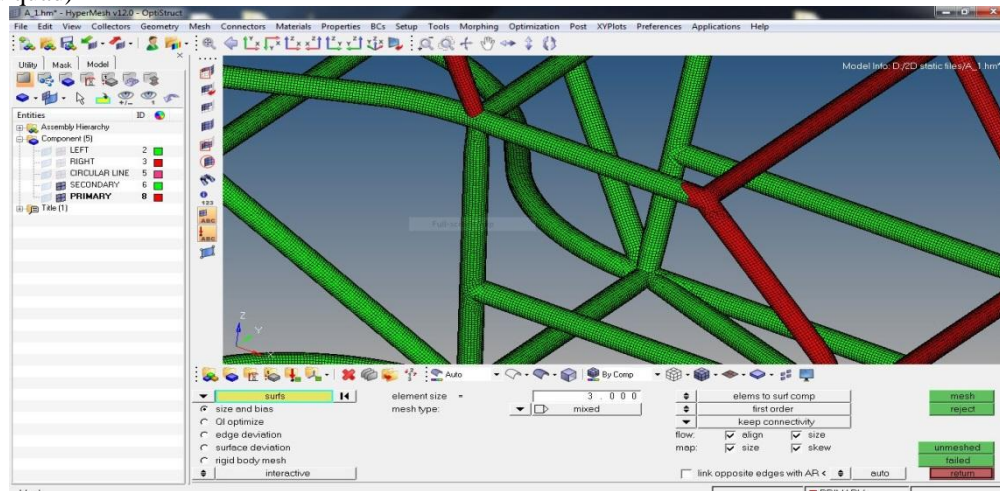 A_1.hm* - HyperMesh v12.0 - OptiStruct
File Edit View Collectors Geometry Mesh Connectors Materials Properties BCs Setup Tools Morphing Optimization Post XYPlots Preferences Applications Help
Utility Mask Model
Model Info: D:/2D static files/A_1.hm*
Entities ID
Assembly Hierarchy
Component (5)
LEFT 2
RIGHT 3
CIRCULAR LINE 5
SECONDARY 6
PRIMARY 8
Title (1)
123
ABC
ABC
Z
Y
X
Auto By Comp
surfs element size = 3.000 elems to surf comp mesh
size and bias mesh type: mixed first order reject
QI optimize keep connectivity
edge deviation flow: align size
surface deviation map: size skew unmeshed
rigid body mesh failed
interactive link opposite edges with AR < auto return